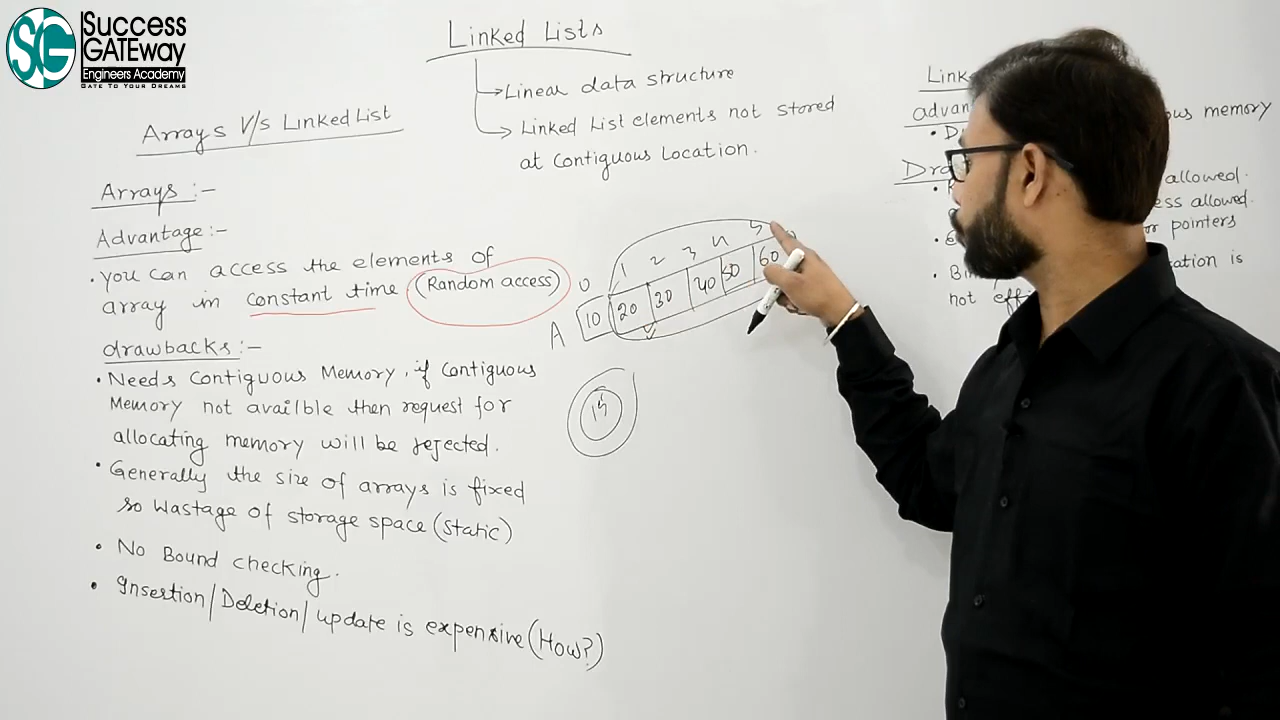 Success
GATEway
Engineers Academy
GATE TO YOUR DREAMS
Linked Lists
Linear data structure
Linked List elements not stored
at Contiguous Location.
Arrays V/s Linked List
Arrays :-
Advantage :-
• You can access the elements of
array in constant time (Random access)
drawbacks :-
• Needs Contiguous Memory, if Contiguous
Memory not availble then request for
allocating memory will be rejected.
• Generally the size of arrays is fixed
so Wastage of storage space (Static)
• No Bound checking.
• Insertion/Deletion/update is expensive (How?)
0 1 2 3 4 5
A 10 20 30 40 50 60
15
memory
allowed.
allowed.
pointers
is
not